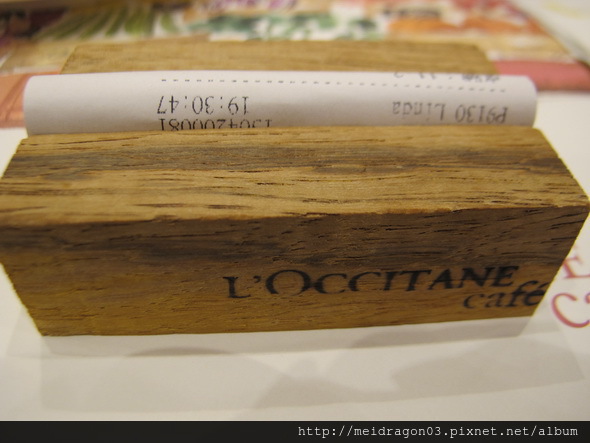 1304200081
P9130 Linda 19:30:47
L'OCCITANE
café
http://meidragon03.pixnet.net/album